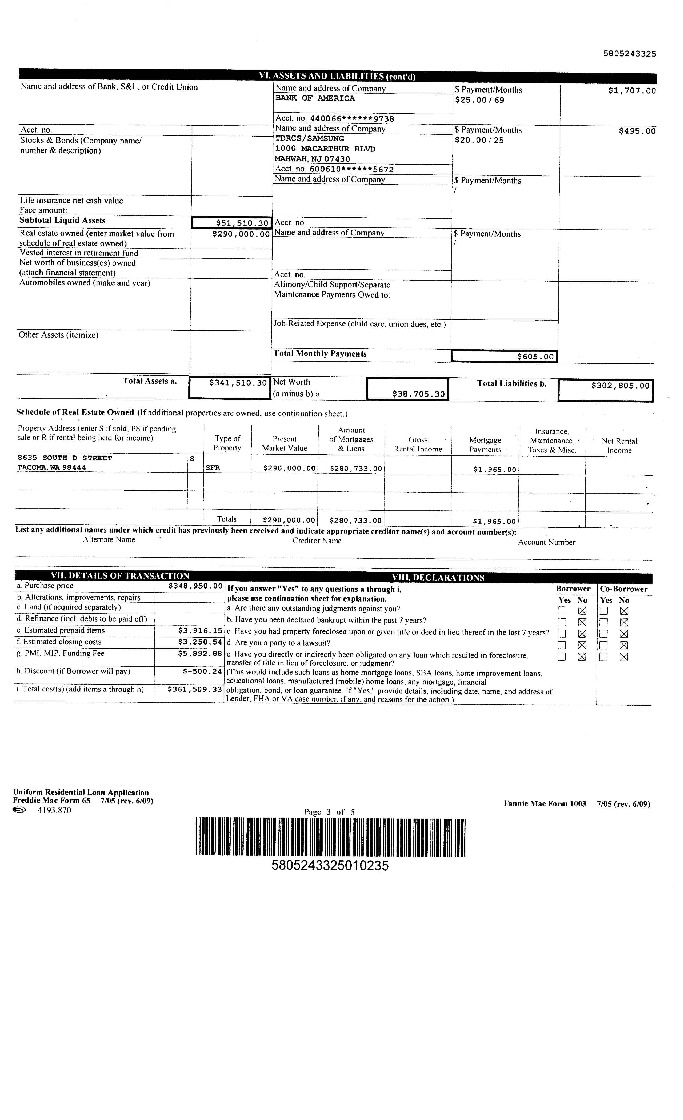 5805243325
VI. ASSETS AND LIABILITIES (cont'd)
Name and address of Bank, S&L, or Credit Union
Name and address of Company
$ Payment/Months
$1,707.00
BANK OF AMERICA
$25.00/69
Acct. no. 440066******9738
Acct. no.
Name and address of Company
$ Payment/Months
$495.00
Stocks & Bonds (Company name/
number & description)
TDRCS/SAMSUNG
$20.00/25
1000 MACARTHUR BLVD
MAHWAH, NJ 07430
Acct. no. 600610******5672
Name and address of Company
$ Payment/Months
/
Life insurance net cash value
Face amount:
Subtotal Liquid Assets
$51,510.30
Acct. no.
Real estate owned (enter market value from
schedule of real estate owned)
$290,000.00
Name and address of Company
$ Payment/Months
/
Vested interest in retirement fund
Net worth of business(es) owned
(attach financial statement)
Acct. no.
Automobiles owned (make and year)
Alimony/Child Support/Separate
Maintenance Payments Owed to:
Job Related Expense (child care, union dues, etc.)
Other Assets (itemize)
Total Monthly Payments
$605.00
Total Assets a.
$341,510.30
Net Worth
(a minus b) =
$38,705.30
Total Liabilities b.
$302,805.00
Schedule of Real Estate Owned (If additional properties are owned, use continuation sheet.)
Property Address (enter S if sold, PS if pending
sale or R if rental being held for income)
Type of
Property
Present
Market Value
Amount
of Mortgages
& Liens
Gross
Rental Income
Mortgage
Payments
Insurance,
Maintenance
Taxes & Misc.
Net Rental
Income
8635 SOUTH D STREET S
TACOMA, WA 98444 SFR $290,000.00 $280,733.00 $1,965.00
Totals $290,000.00 $280,733.00 $1,965.00
List any additional names under which credit has previously been received and indicate appropriate creditor name(s) and account number(s):
Alternate Name
Creditor Name
Account Number
VII. DETAILS OF TRANSACTION
VIII. DECLARATIONS
a. Purchase price $348,950.00
b. Alterations, improvements, repairs
c. Land (if acquired separately)
d. Refinance (incl. debts to be paid off)
e. Estimated prepaid items $3,916.15
f. Estimated closing costs $3,250.54
g. PMI, MIP, Funding Fee $5,892.88
h. Discount (if Borrower will pay) $-500.24
i. Total costs) (add items a through h) $361,509.33
If you answer "Yes" to any questions a through i,
please use continuation sheet for explanation.
Borrower Co-Borrower
Yes No Yes No
a. Are there any outstanding judgments against you?
b. Have you been declared bankrupt within the past 7 years?
c. Have you had property foreclosed upon or given title or deed in lieu thereof in the last 7 years?
d. Are you a party to a lawsuit?
e. Have you directly or indirectly been obligated on any loan which resulted in foreclosure,
transfer of title in lieu of foreclosure, or judgment?
(This would include such loans as home mortgage loans, SBA loans, home improvement loans,
educational loans, manufactured (mobile) home loans, any mortgage, financial
obligation, bond, or loan guarantee. If "Yes," provide details, including date, name, and address of
Lender, FHA or VA case number, if any, and reasons for the action.)
Uniform Residential Loan Application
Freddie Mac Form 65 7/05 (rev. 6/09)
4193.870
Page 3 of 5
Fannie Mae Form 1003 7/05 (rev. 6/09)
5805243325010235